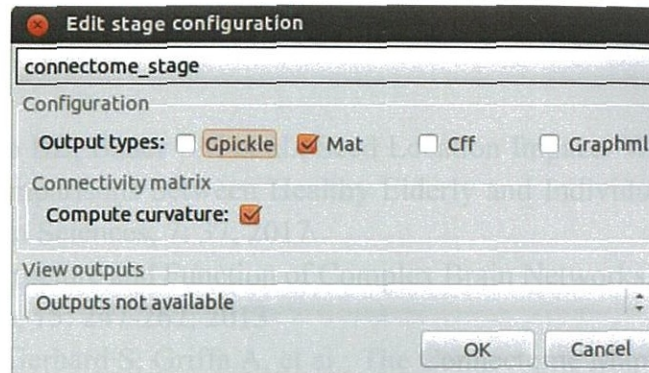 Edit stage configuration
connectome_stage
Configuration
Output types: Gpickle Mat Cff Graphml
Connectivity matrix
Compute curvature:
View outputs
Outputs not available
OK Cancel